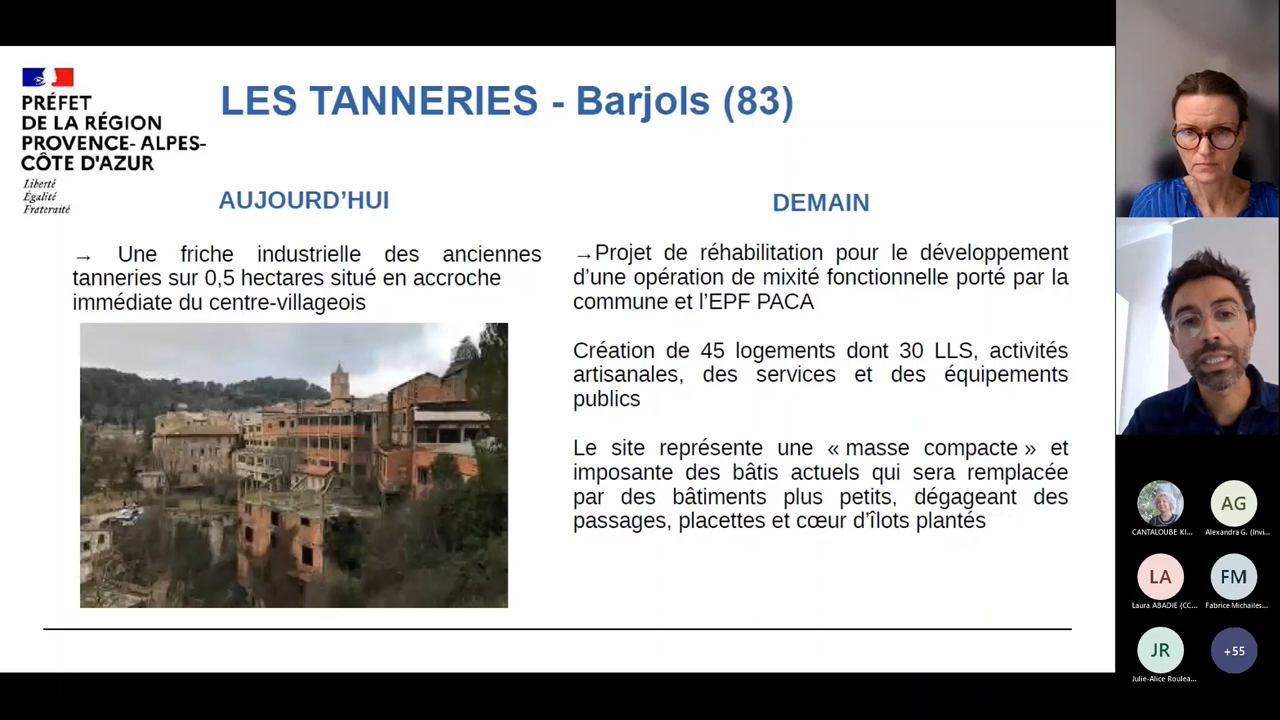 PRÉFET
DE LA RÉGION
PROVENCE- ALPES-
CÔTE D'AZUR
Liberté
Égalité
Fraternité
LES TANNERIES - Barjols (83)
AUJOURD’HUI
→ Une friche industrielle des anciennes
tanneries sur 0,5 hectares situé en accroche
immédiate du centre-villageois
DEMAIN
→Projet de réhabilitation pour le développement
d’une opération de mixité fonctionnelle porté par la
commune et l’EPF PACA
Création de 45 logements dont 30 LLS, activités
artisanales, des services et des équipements
publics
Le site représente une « masse compacte » et
imposante des bâtis actuels qui sera remplacée
par des bâtiments plus petits, dégageant des
passages, placettes et cœur d’îlots plantés
CANTALOUBE KI...
AG
Alexandra G. (Invi...
LA
Laura ABADIE (CC...
FM
Fabrice Michailes...
JR
Julie-Alice Roulea...
+55